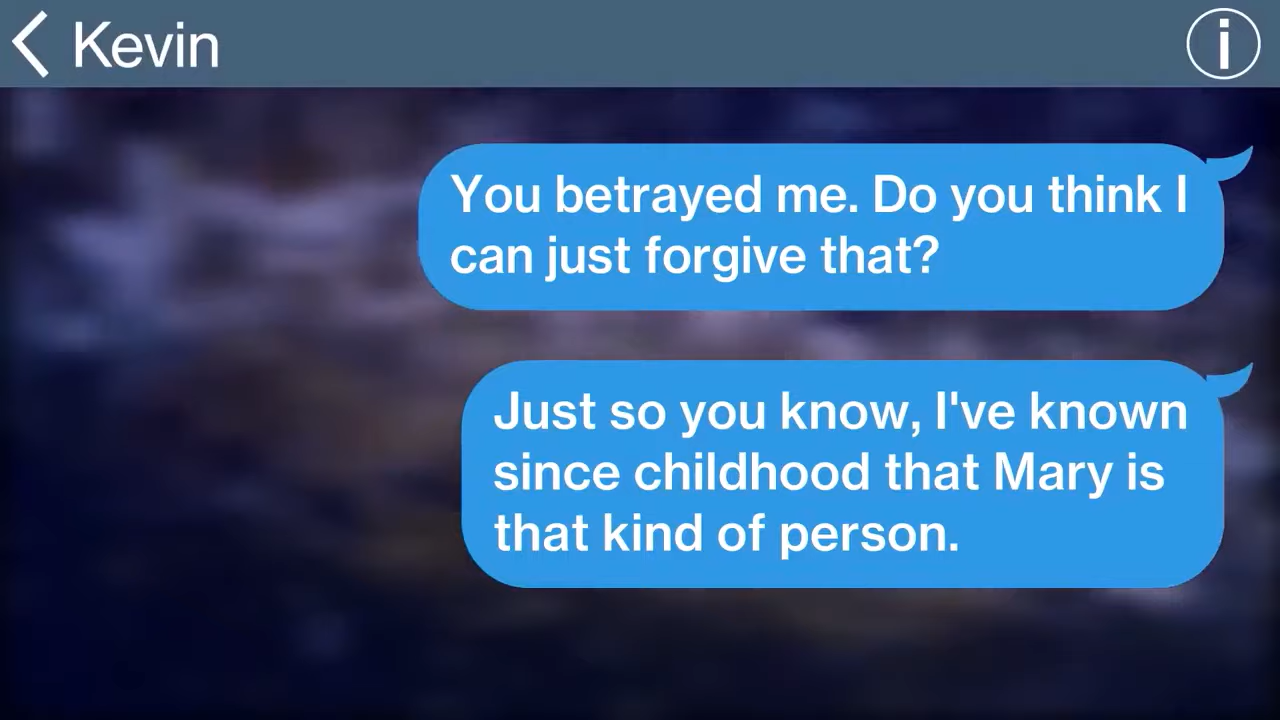 Kevin
You betrayed me. Do you think I
can just forgive that?
Just so you know, I've known
since childhood that Mary is
that kind of person.